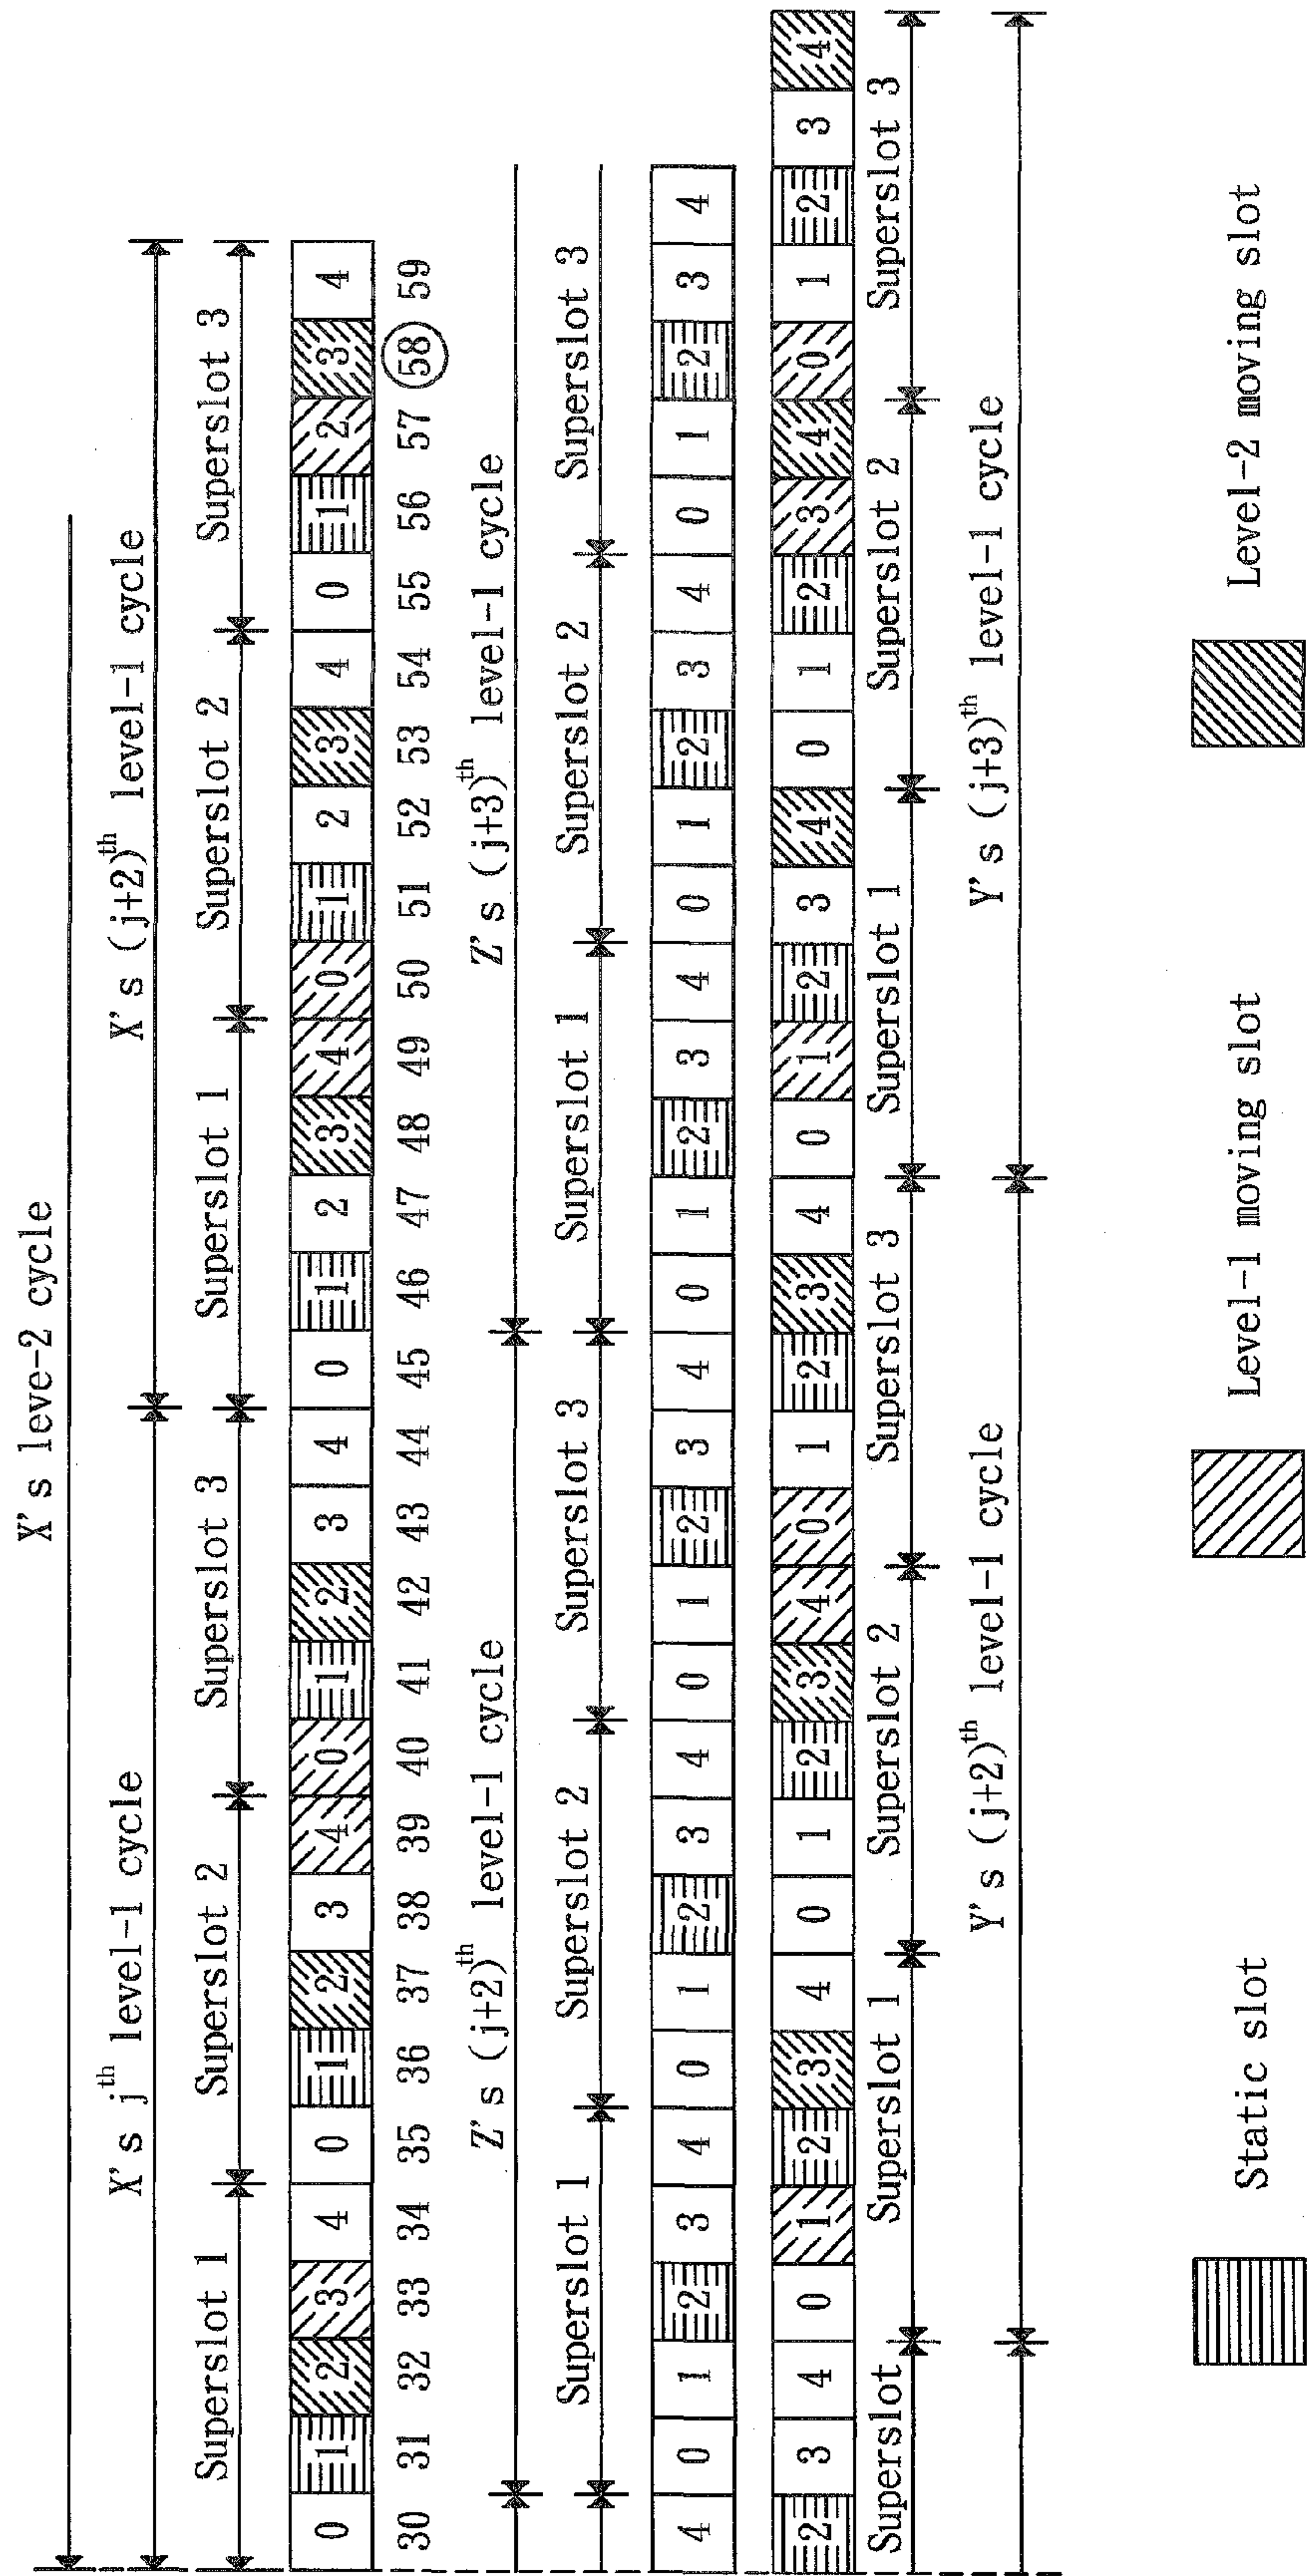 X's leve-2 cycle
X's j^th level-1 cycle X's (j+2)^th level-1 cycle
Superslot 1 Superslot 2 Superslot 3 Superslot 1 Superslot 2 Superslot 3
0 1 2 3 4 0 1 2 3 4 0 1 2 3 4 0 1 2 3 4 0 1 2 3 4 0 1 2 3 4
30 31 32 33 34 35 36 37 38 39 40 41 42 43 44 45 46 47 48 49 50 51 52 53 54 55 56 57 58 59
Z's (j+2)^th level-1 cycle Z's (j+3)^th level-1 cycle
Superslot 1 Superslot 2 Superslot 3 Superslot 1 Superslot 2 Superslot 3
4 0 1 2 3 4 0 1 2 3 4 0 1 2 3 4 0 1 2 3 4 0 1 2 3 4 0 1 2 3 4
2 3 4 0 1 2 3 4 0 1 2 3 4 0 1 2 3 4 0 1 2 3 4 0 1 2 3 4 0 1 2 3 4
Superslot Superslot 1 Superslot 2 Superslot 3 Superslot 1 Superslot 2 Superslot 3
Y's (j+2)^th level-1 cycle Y's (j+3)^th level-1 cycle
Static slot Level-1 moving slot Level-2 moving slot